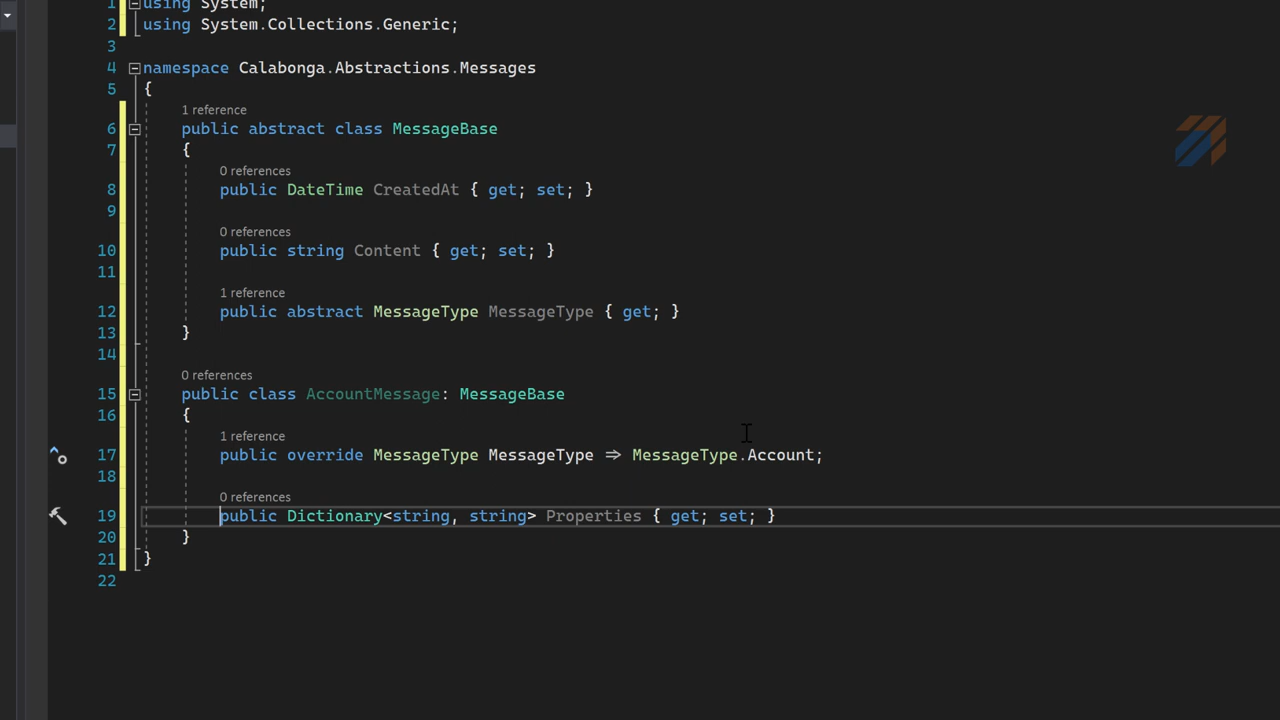 1 using System;
2 using System.Collections.Generic;
3
4 namespace Calabonga.Abstractions.Messages
5 {
1 reference
6 public abstract class MessageBase
7 {
0 references
8 public DateTime CreatedAt { get; set; }
9
0 references
10 public string Content { get; set; }
11
1 reference
12 public abstract MessageType MessageType { get; }
13 }
14
0 references
15 public class AccountMessage: MessageBase
16 {
1 reference
17 public override MessageType MessageType => MessageType.Account;
18
0 references
19 public Dictionary<string, string> Properties { get; set; }
20 }
21 }
22